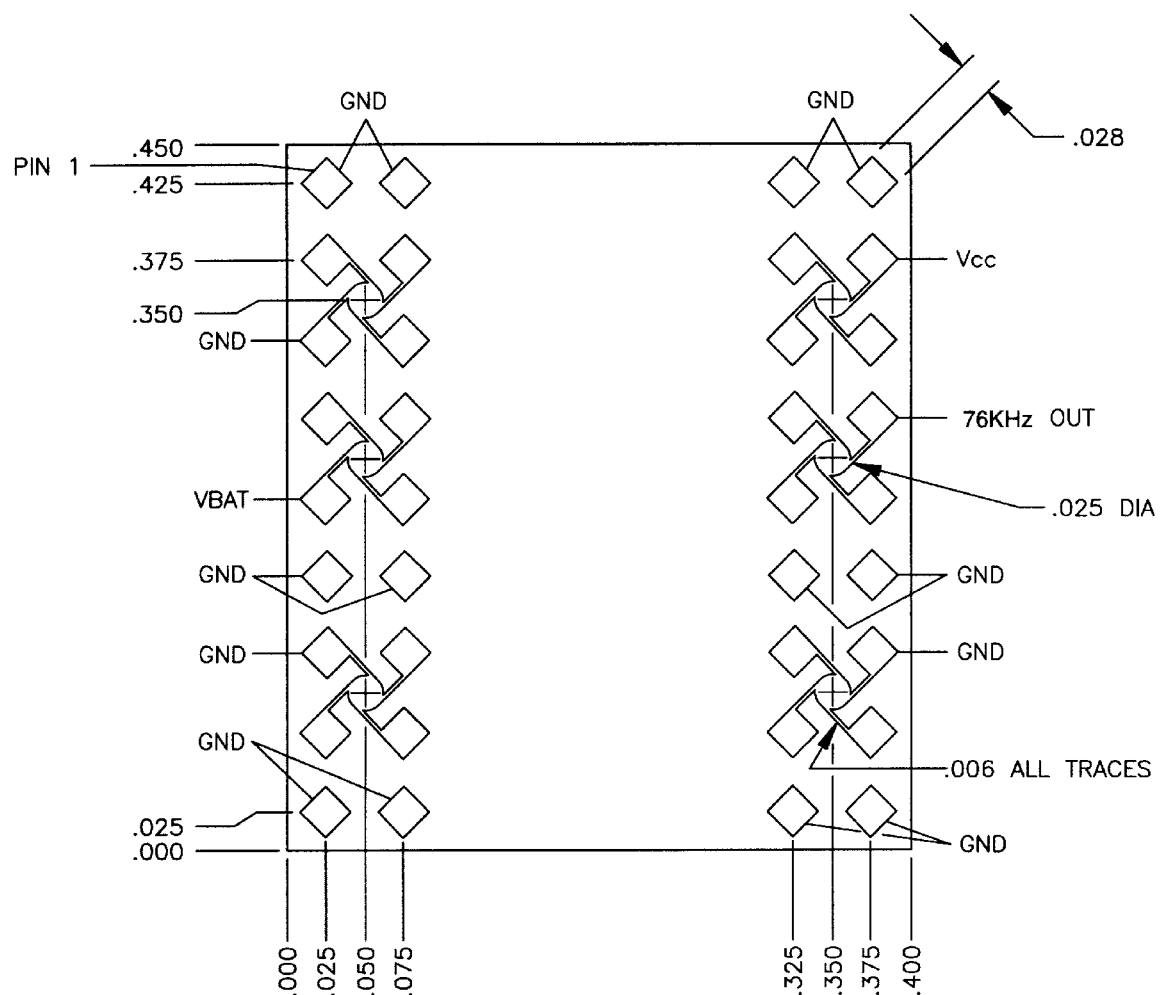 GND
GND
.450
.028
PIN 1
.425
.375
Vcc
.350
GND
76KHz OUT
VBAT
.025 DIA
GND
GND
GND
GND
GND
.006 ALL TRACES
.025
.000
GND
.000
.025
.050
.075
.325
.350
.375
.400